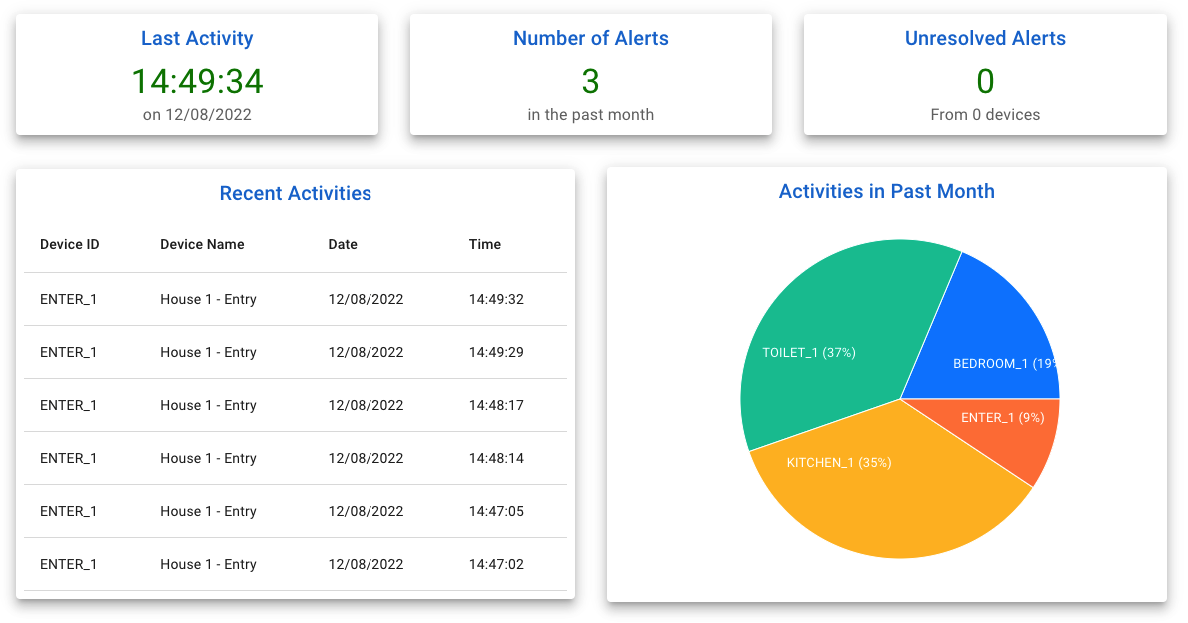 Last Activity
14:49:34
on 12/08/2022
Number of Alerts
3
in the past month
Unresolved Alerts
0
From 0 devices
Recent Activities
Device ID Device Name Date Time
ENTER_1 House 1 - Entry 12/08/2022 14:49:32
ENTER_1 House 1 - Entry 12/08/2022 14:49:29
ENTER_1 House 1 - Entry 12/08/2022 14:48:17
ENTER_1 House 1 - Entry 12/08/2022 14:48:14
ENTER_1 House 1 - Entry 12/08/2022 14:47:05
ENTER_1 House 1 - Entry 12/08/2022 14:47:02
Activities in Past Month
TOILET_1 (37%)
BEDROOM_1 (19%
ENTER_1 (9%)
KITCHEN_1 (35%)